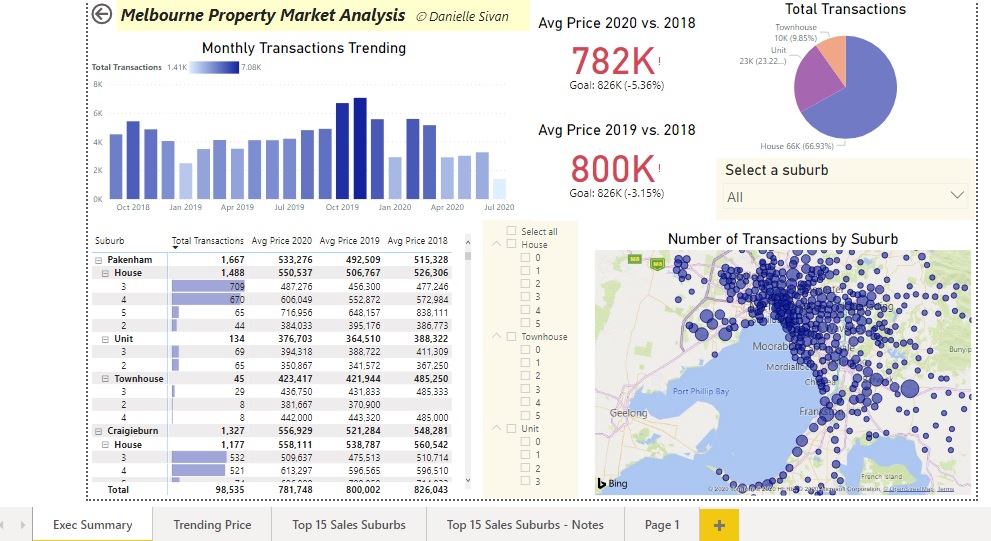 Melbourne Property Market Analysis © Danielle Sivan
Monthly Transactions Trending
Total Transactions 1.41K 7.08K
8K
6K
4K
2K
0K
Oct 2018 Jan 2019 Apr 2019 Jul 2019 Oct 2019 Jan 2020 Apr 2020 Jul 2020
Avg Price 2020 vs. 2018
782K!
Goal: 826K (-5.36%)
Avg Price 2019 vs. 2018
800K!
Goal: 826K (-3.15%)
Total Transactions
Townhouse
10K (9.85%)
Unit
23K (23.22...)
House 66K (66.93%)
Select a suburb
All
Suburb Total Transactions Avg Price 2020 Avg Price 2019 Avg Price 2018
Pakenham 1,667 533,276 492,509 515,328
House 1,488 550,537 506,767 526,306
3 709 487,276 456,300 477,246
4 670 606,049 552,872 572,984
5 65 716,956 648,157 838,111
2 44 384,033 395,176 386,773
Unit 134 376,703 364,510 388,322
3 69 394,318 388,722 411,309
2 65 350,867 341,572 367,250
Townhouse 45 423,417 421,944 485,250
3 29 436,750 431,833 485,333
2 8 381,667 370,900
4 8 442,000 443,320 485,000
Craigieburn 1,327 556,929 521,284 548,281
House 1,177 558,111 538,787 560,542
3 532 509,637 475,513 510,714
4 521 613,297 596,565 596,510
Total 98,535 781,748 800,002 826,043
Select all
House
0
1
2
3
4
5
Townhouse
0
1
2
3
4
5
Unit
0
1
2
3
Number of Transactions by Suburb
M8
M8
Port Phillip Bay
Geelong
French Island
Bing
Terms
Exec Summary Trending Price Top 15 Sales Suburbs Top 15 Sales Suburbs - Notes Page 1 +